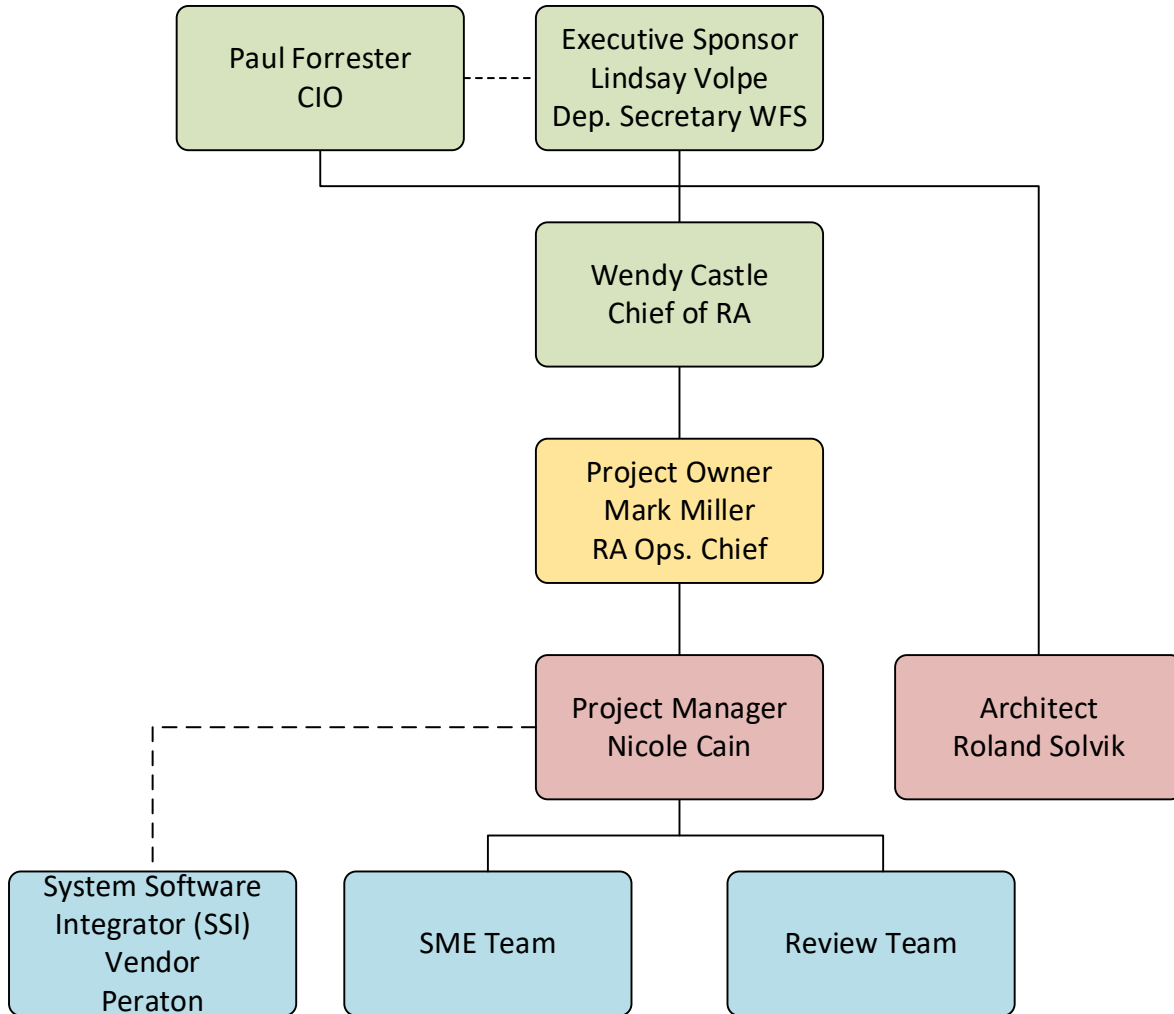 Paul Forrester
CIO
Executive Sponsor
Lindsay Volpe
Dep. Secretary WFS
Wendy Castle
Chief of RA
Project Owner
Mark Miller
RA Ops. Chief
Project Manager
Nicole Cain
Architect
Roland Solvik
System Software
Integrator (SSI)
Vendor
Peraton
SME Team
Review Team